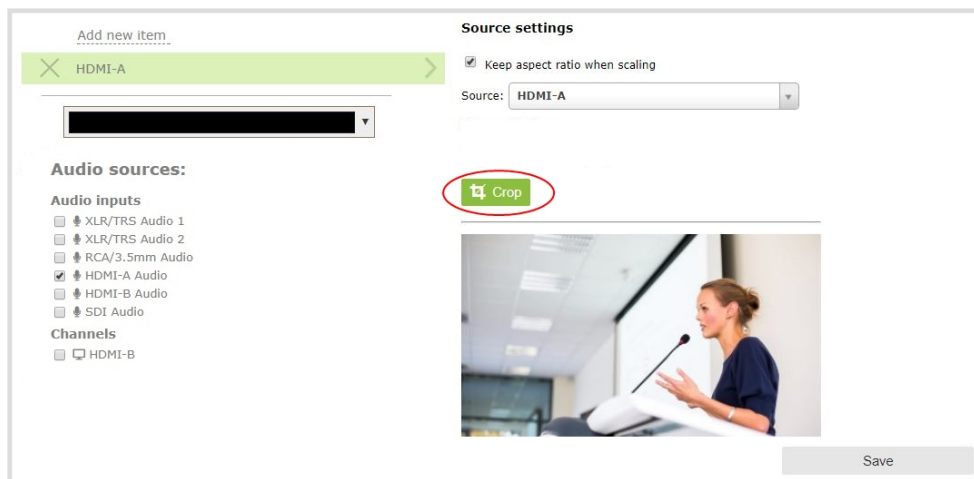 Add new item
HDMI-A
Audio sources:
Audio inputs
XLR/TRS Audio 1
XLR/TRS Audio 2
RCA/3.5mm Audio
HDMI-A Audio
HDMI-B Audio
SDI Audio
Channels
HDMI-B
Source settings
Keep aspect ratio when scaling
Source: HDMI-A
Crop
Save